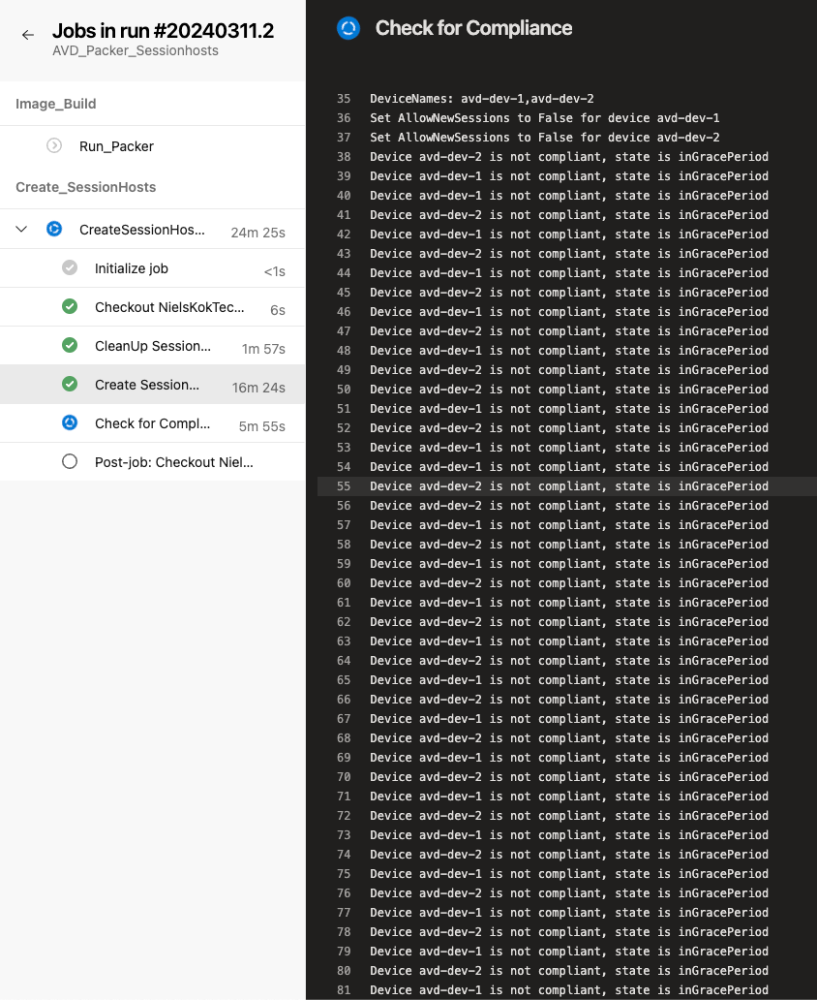 Jobs in run #20240311.2
AVD_Packer_Sessionhosts
Image_Build
Run_Packer
Create_SessionHosts
CreateSessionHos... 24m 25s
Initialize job <1s
Checkout NielsKokTec... 6s
CleanUp Session... 1m 57s
Create Session... 16m 24s
Check for Compl... 5m 55s
Post-job: Checkout Niel...
Check for Compliance
35 DeviceNames: avd-dev-1,avd-dev-2
36 Set AllowNewSessions to False for device avd-dev-1
37 Set AllowNewSessions to False for device avd-dev-2
38 Device avd-dev-2 is not compliant, state is inGracePeriod
39 Device avd-dev-1 is not compliant, state is inGracePeriod
40 Device avd-dev-1 is not compliant, state is inGracePeriod
41 Device avd-dev-2 is not compliant, state is inGracePeriod
42 Device avd-dev-1 is not compliant, state is inGracePeriod
43 Device avd-dev-2 is not compliant, state is inGracePeriod
44 Device avd-dev-1 is not compliant, state is inGracePeriod
45 Device avd-dev-2 is not compliant, state is inGracePeriod
46 Device avd-dev-1 is not compliant, state is inGracePeriod
47 Device avd-dev-2 is not compliant, state is inGracePeriod
48 Device avd-dev-1 is not compliant, state is inGracePeriod
49 Device avd-dev-2 is not compliant, state is inGracePeriod
50 Device avd-dev-2 is not compliant, state is inGracePeriod
51 Device avd-dev-1 is not compliant, state is inGracePeriod
52 Device avd-dev-2 is not compliant, state is inGracePeriod
53 Device avd-dev-1 is not compliant, state is inGracePeriod
54 Device avd-dev-1 is not compliant, state is inGracePeriod
55 Device avd-dev-2 is not compliant, state is inGracePeriod
56 Device avd-dev-2 is not compliant, state is inGracePeriod
57 Device avd-dev-1 is not compliant, state is inGracePeriod
58 Device avd-dev-2 is not compliant, state is inGracePeriod
59 Device avd-dev-1 is not compliant, state is inGracePeriod
60 Device avd-dev-2 is not compliant, state is inGracePeriod
61 Device avd-dev-1 is not compliant, state is inGracePeriod
62 Device avd-dev-2 is not compliant, state is inGracePeriod
63 Device avd-dev-1 is not compliant, state is inGracePeriod
64 Device avd-dev-2 is not compliant, state is inGracePeriod
65 Device avd-dev-1 is not compliant, state is inGracePeriod
66 Device avd-dev-2 is not compliant, state is inGracePeriod
67 Device avd-dev-1 is not compliant, state is inGracePeriod
68 Device avd-dev-2 is not compliant, state is inGracePeriod
69 Device avd-dev-1 is not compliant, state is inGracePeriod
70 Device avd-dev-2 is not compliant, state is inGracePeriod
71 Device avd-dev-1 is not compliant, state is inGracePeriod
72 Device avd-dev-2 is not compliant, state is inGracePeriod
73 Device avd-dev-1 is not compliant, state is inGracePeriod
74 Device avd-dev-2 is not compliant, state is inGracePeriod
75 Device avd-dev-1 is not compliant, state is inGracePeriod
76 Device avd-dev-2 is not compliant, state is inGracePeriod
77 Device avd-dev-1 is not compliant, state is inGracePeriod
78 Device avd-dev-2 is not compliant, state is inGracePeriod
79 Device avd-dev-1 is not compliant, state is inGracePeriod
80 Device avd-dev-2 is not compliant, state is inGracePeriod
81 Device avd-dev-1 is not compliant, state is inGracePeriod